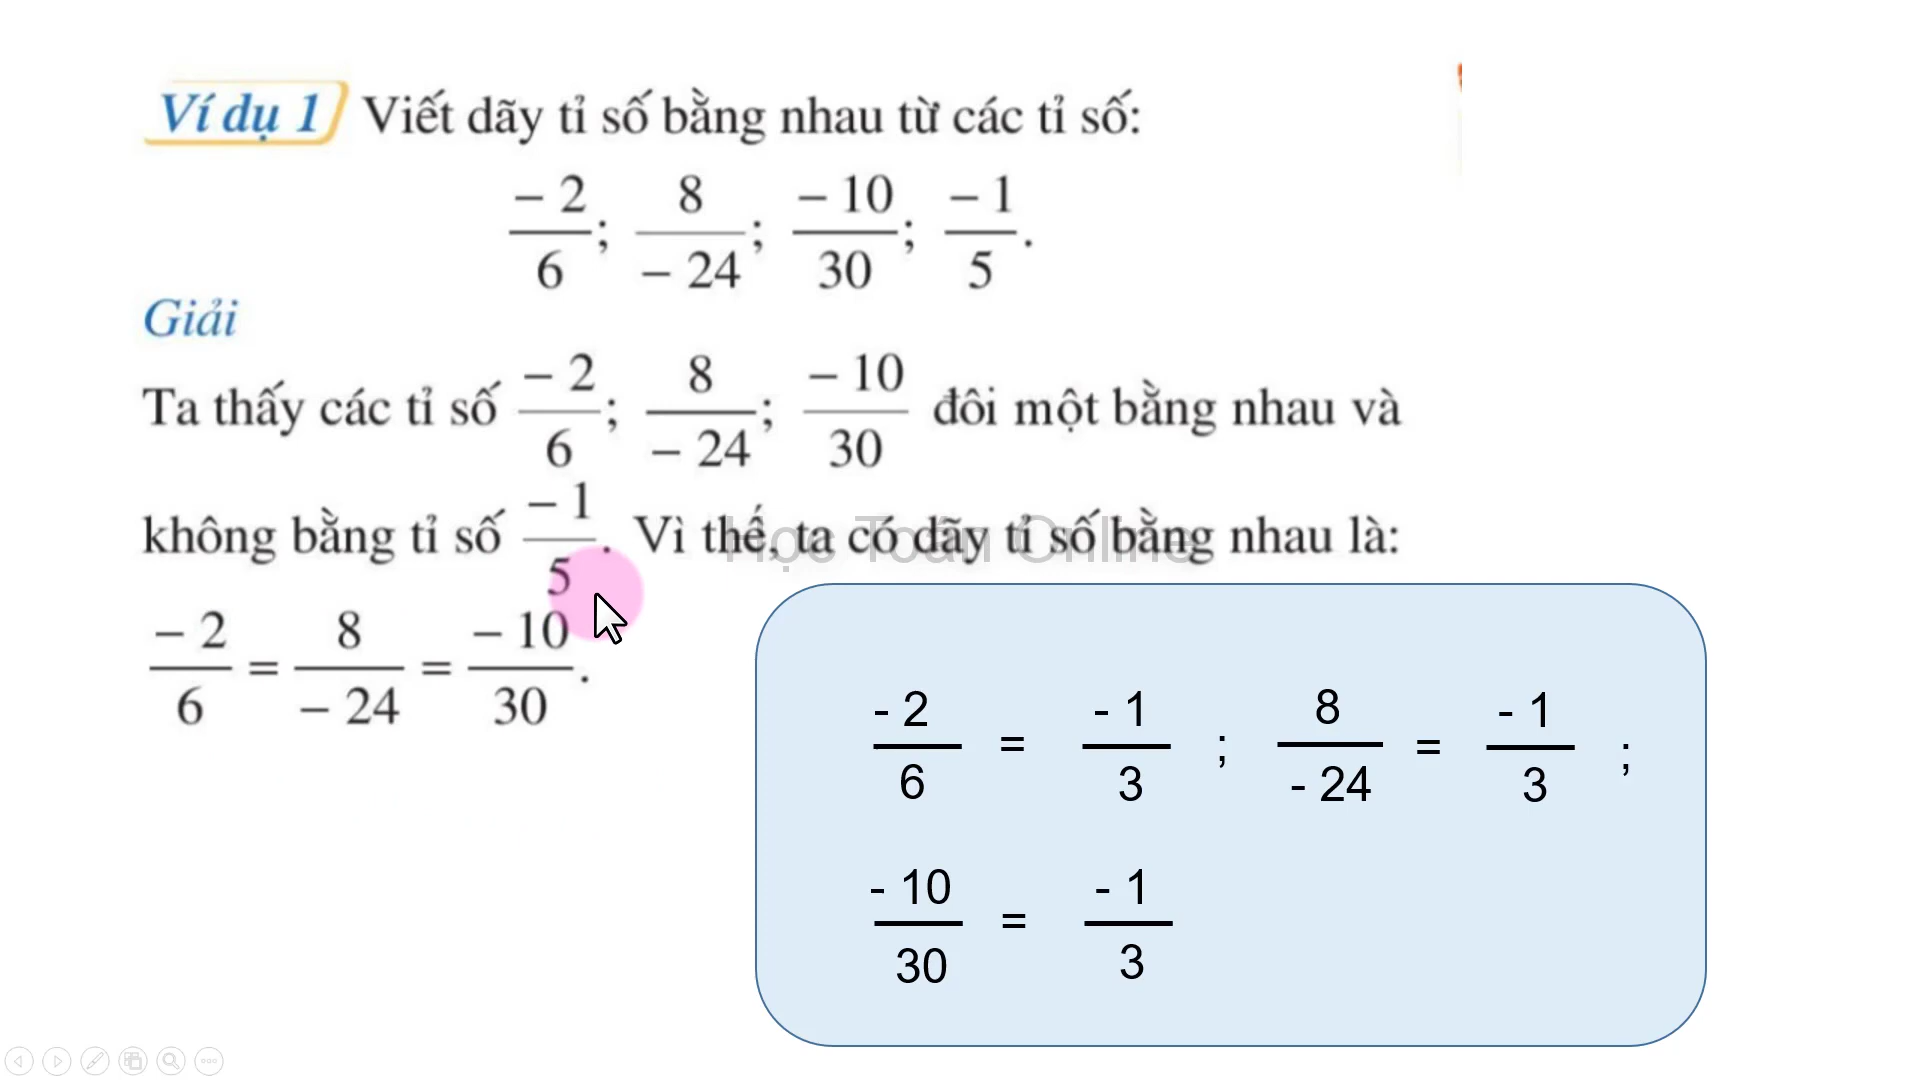 Ví dụ 1 Viết dãy tỉ số bằng nhau từ các tỉ số:
- 2/6; 8/- 24; - 10/30; - 1/5.
Giải
Ta thấy các tỉ số - 2/6; 8/- 24; - 10/30 đôi một bằng nhau và
không bằng tỉ số - 1/5. Vì thế, ta có dãy tỉ số bằng nhau là:
Học Toán Online
- 2/6 = 8/- 24 = - 10/30.
- 2/6 = - 1/3 ; 8/- 24 = - 1/3 ;
- 10/30 = - 1/3